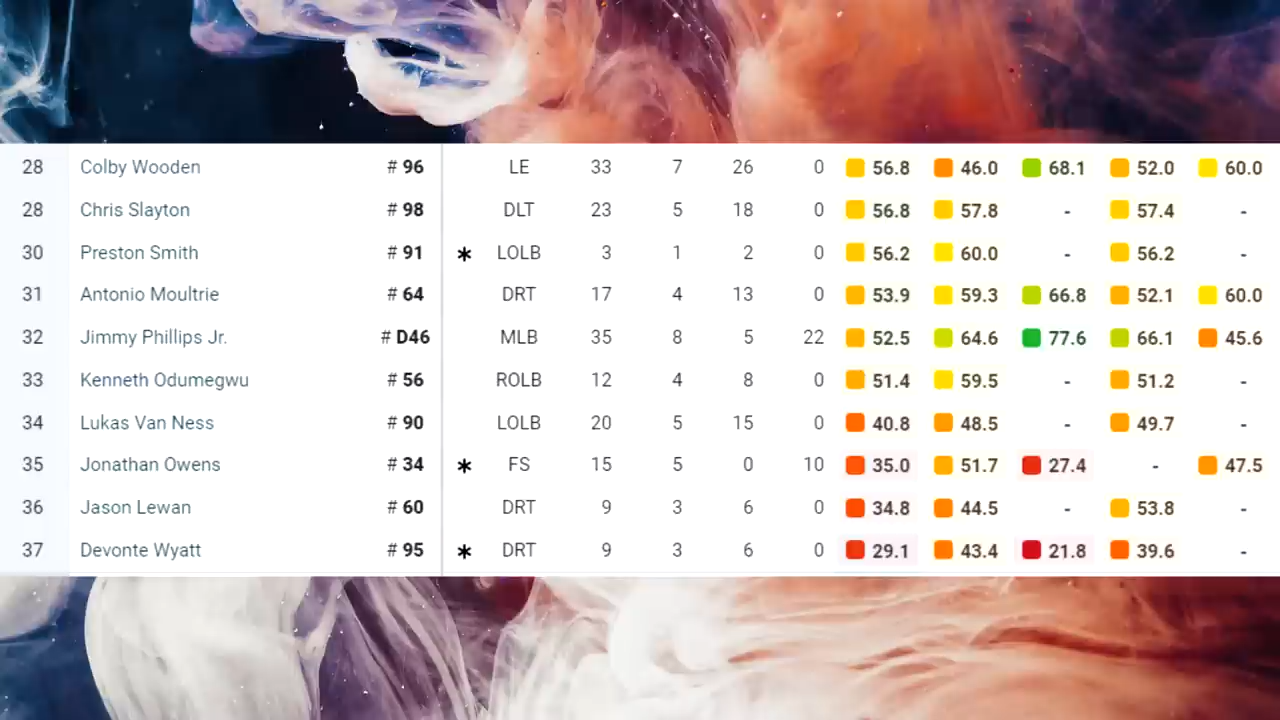 28 Colby Wooden # 96 LE 33 7 26 0 56.8 46.0 68.1 52.0 60.0
28 Chris Slayton # 98 DLT 23 5 18 0 56.8 57.8 - 57.4 -
30 Preston Smith # 91 * LOLB 3 1 2 0 56.2 60.0 - 56.2 -
31 Antonio Moultrie # 64 DRT 17 4 13 0 53.9 59.3 66.8 52.1 60.0
32 Jimmy Phillips Jr. # D46 MLB 35 8 5 22 52.5 64.6 77.6 66.1 45.6
33 Kenneth Odumegwu # 56 ROLB 12 4 8 0 51.4 59.5 - 51.2 -
34 Lukas Van Ness # 90 LOLB 20 5 15 0 40.8 48.5 - 49.7 -
35 Jonathan Owens # 34 * FS 15 5 0 10 35.0 51.7 27.4 - 47.5
36 Jason Lewan # 60 DRT 9 3 6 0 34.8 44.5 - 53.8 -
37 Devonte Wyatt # 95 * DRT 9 3 6 0 29.1 43.4 21.8 39.6 -